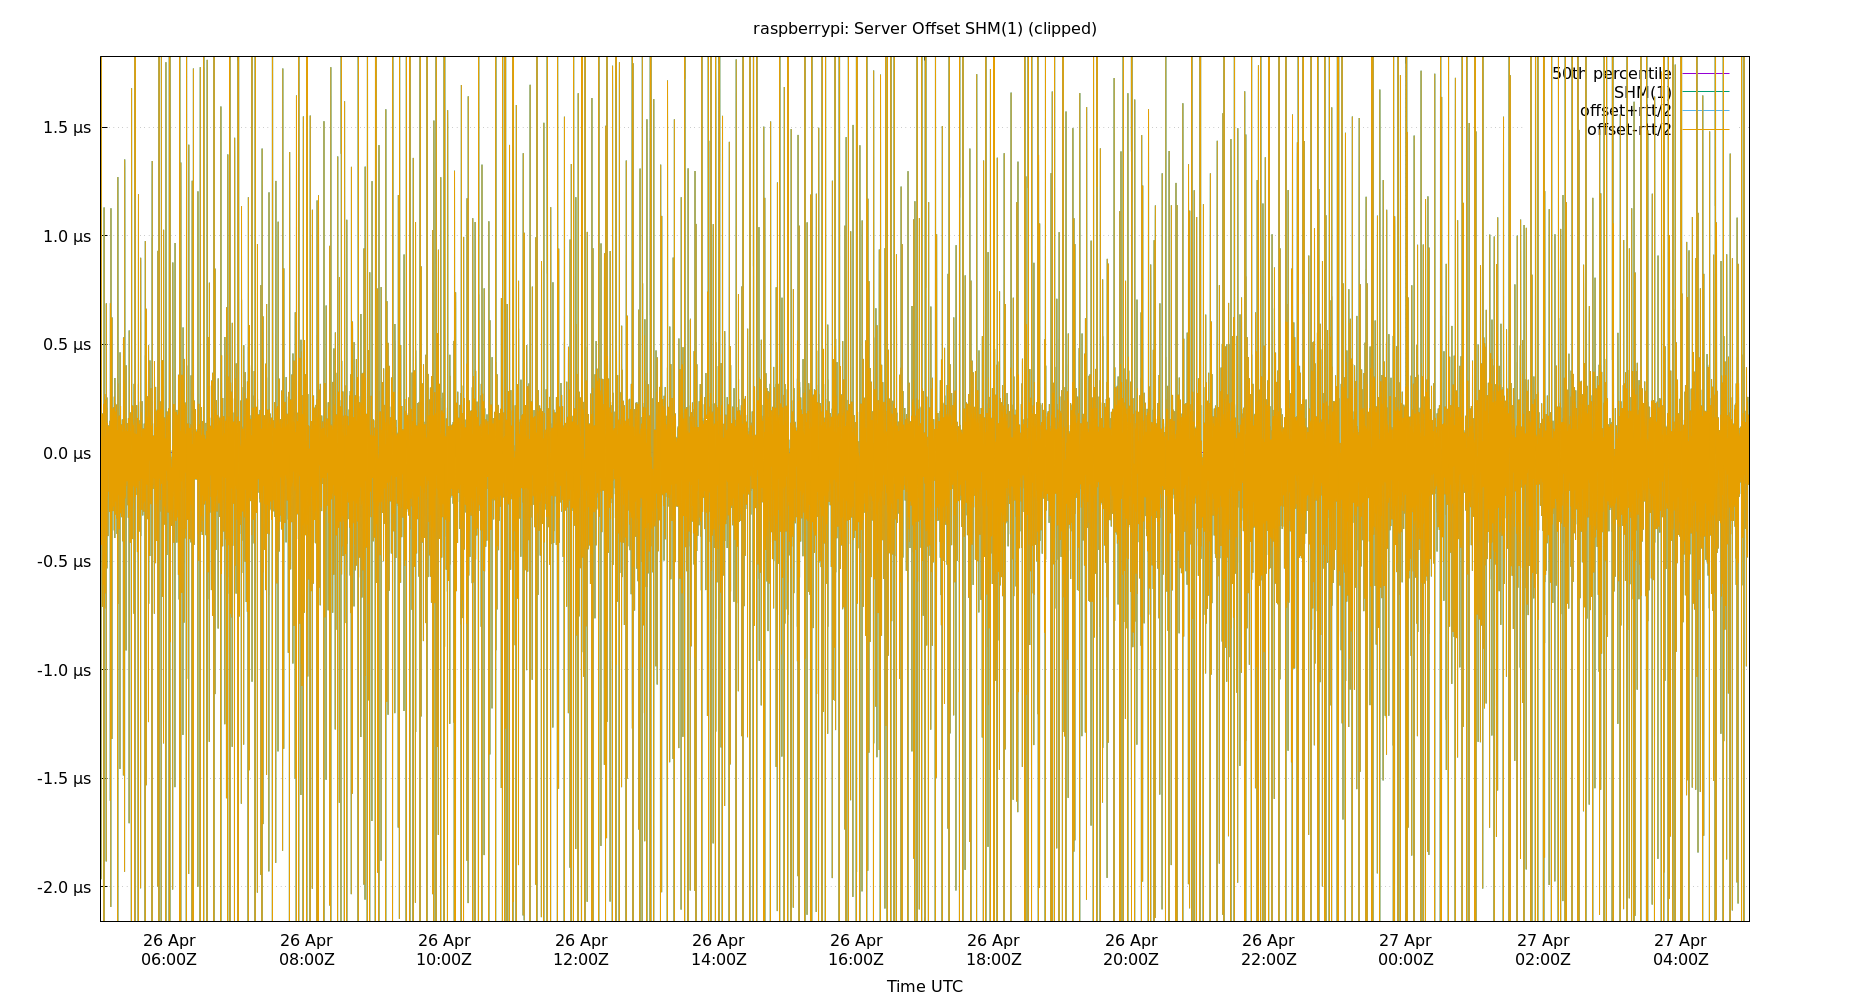 raspberrypi: Server Offset SHM(1) (clipped)
50th percentile
SHM(1)
offset+rtt/2
offset-rtt/2
1.5 µs
1.0 µs
0.5 µs
0.0 µs
-0.5 µs
-1.0 µs
-1.5 µs
-2.0 µs
26 Apr 26 Apr 26 Apr 26 Apr 26 Apr 26 Apr 26 Apr 26 Apr 26 Apr 27 Apr 27 Apr 27 Apr
06:00Z 08:00Z 10:00Z 12:00Z 14:00Z 16:00Z 18:00Z 20:00Z 22:00Z 00:00Z 02:00Z 04:00Z
Time UTC